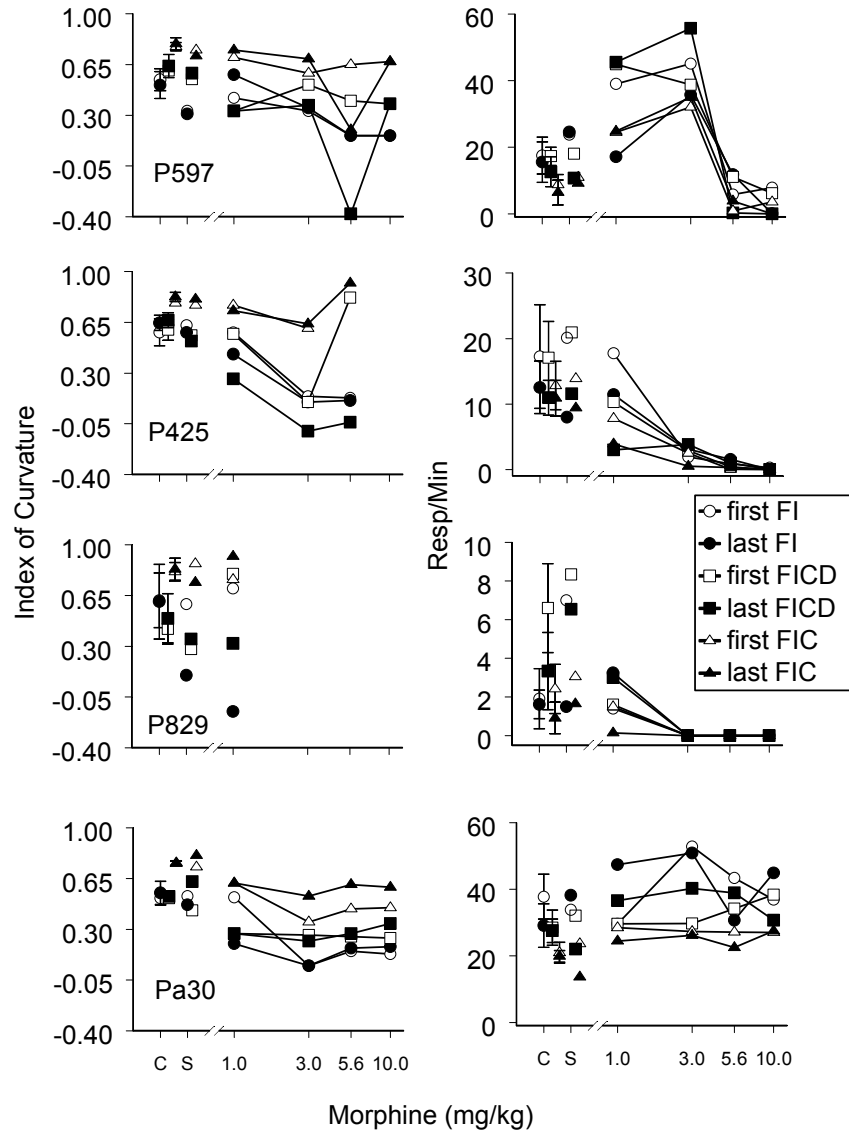 1.00
0.65
0.30
-0.05
-0.40
P597
60
40
20
0
1.00
0.65
0.30
-0.05
-0.40
P425
30
20
10
0
Index of Curvature
Resp/Min
first FI
last FI
first FICD
last FICD
first FIC
last FIC
1.00
0.65
0.30
-0.05
-0.40
P829
10
8
6
4
2
0
1.00
0.65
0.30
-0.05
-0.40
Pa30
60
40
20
0
C S 1.0 3.0 5.6 10.0
C S 1.0 3.0 5.6 10.0
Morphine (mg/kg)